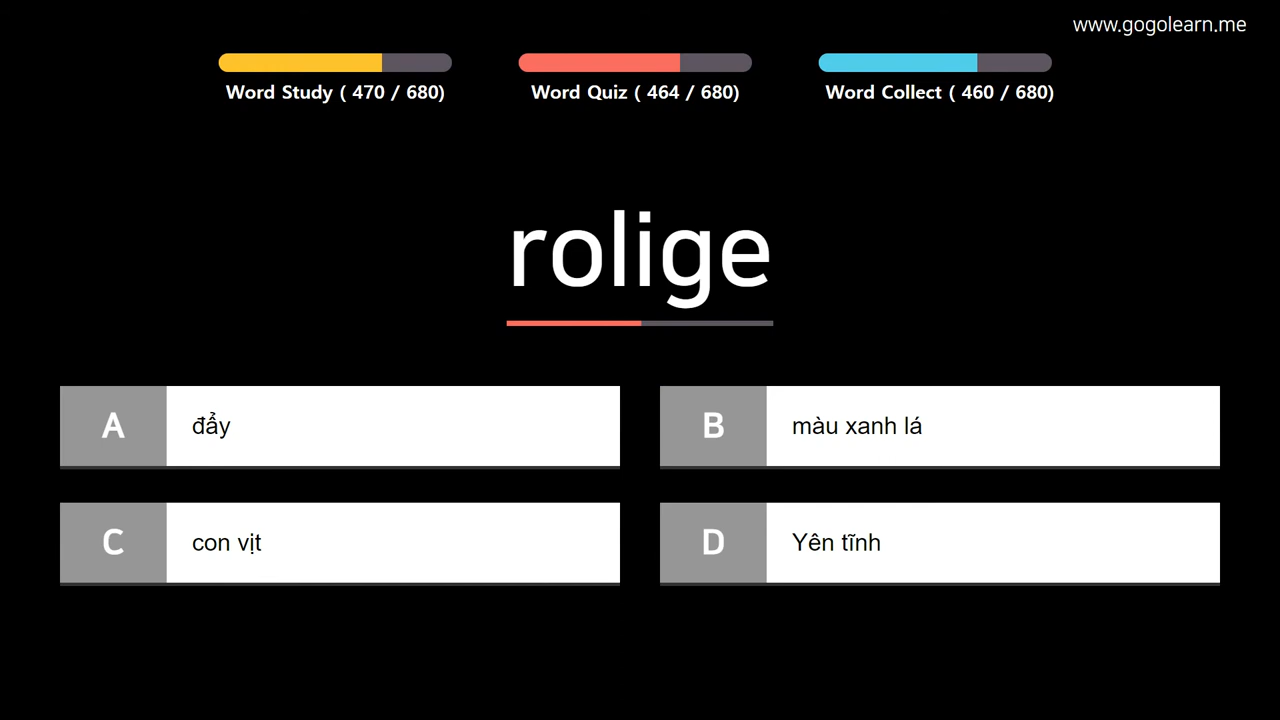 www.gogolearn.me
Word Study ( 470 / 680)
Word Quiz ( 464 / 680)
Word Collect ( 460 / 680)
rolige
A
đẩy
B
màu xanh lá
C
con vịt
D
Yên tĩnh